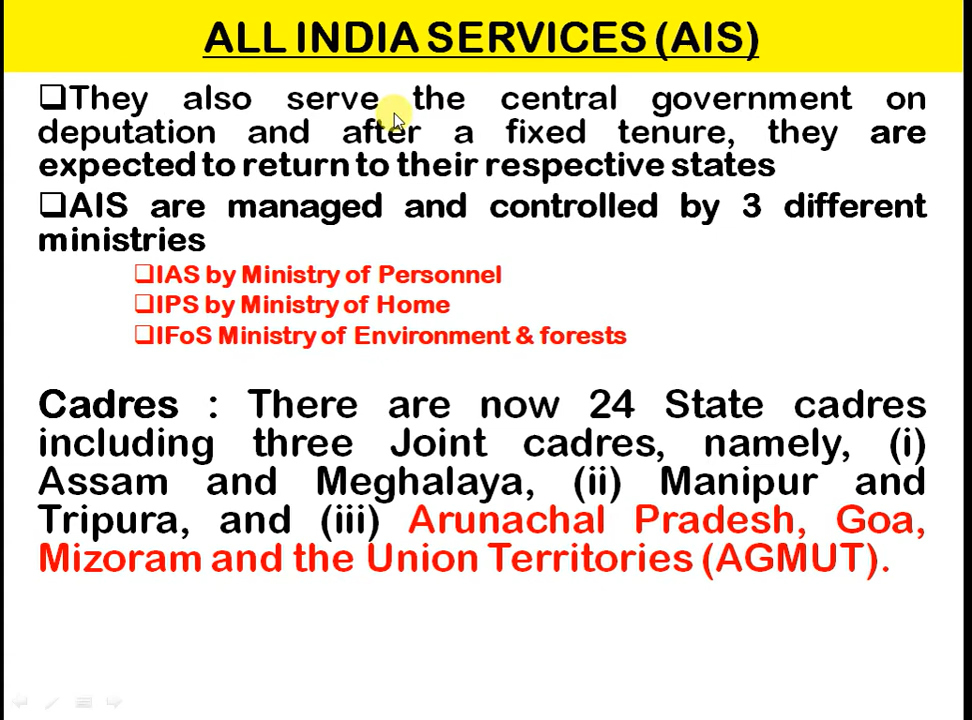 ALL INDIA SERVICES (AIS)
❑They also serve the central government on
deputation and after a fixed tenure, they are
expected to return to their respective states
❑AIS are managed and controlled by 3 different
ministries
❑IAS by Ministry of Personnel
❑IPS by Ministry of Home
❑IFoS Ministry of Environment & forests
Cadres : There are now 24 State cadres
including three Joint cadres, namely, (i)
Assam and Meghalaya, (ii) Manipur and
Tripura, and (iii) Arunachal Pradesh, Goa,
Mizoram and the Union Territories (AGMUT).